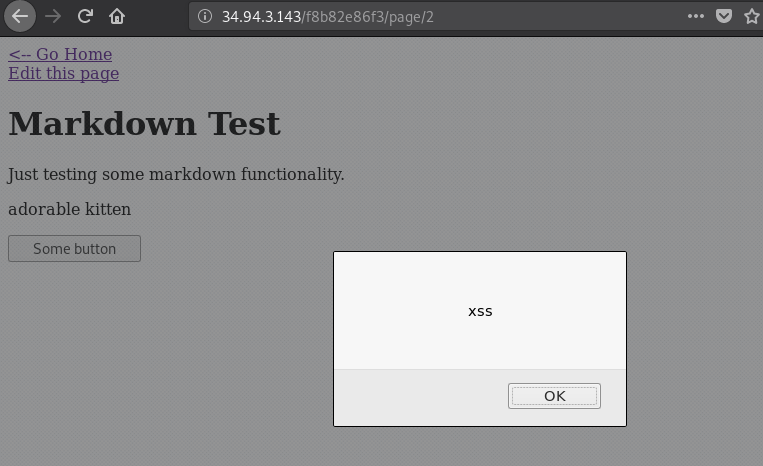 34.94.3.143/f8b82e86f3/page/2
<-- Go Home
Edit this page
Markdown Test
Just testing some markdown functionality.
adorable kitten
Some button
xss
OK